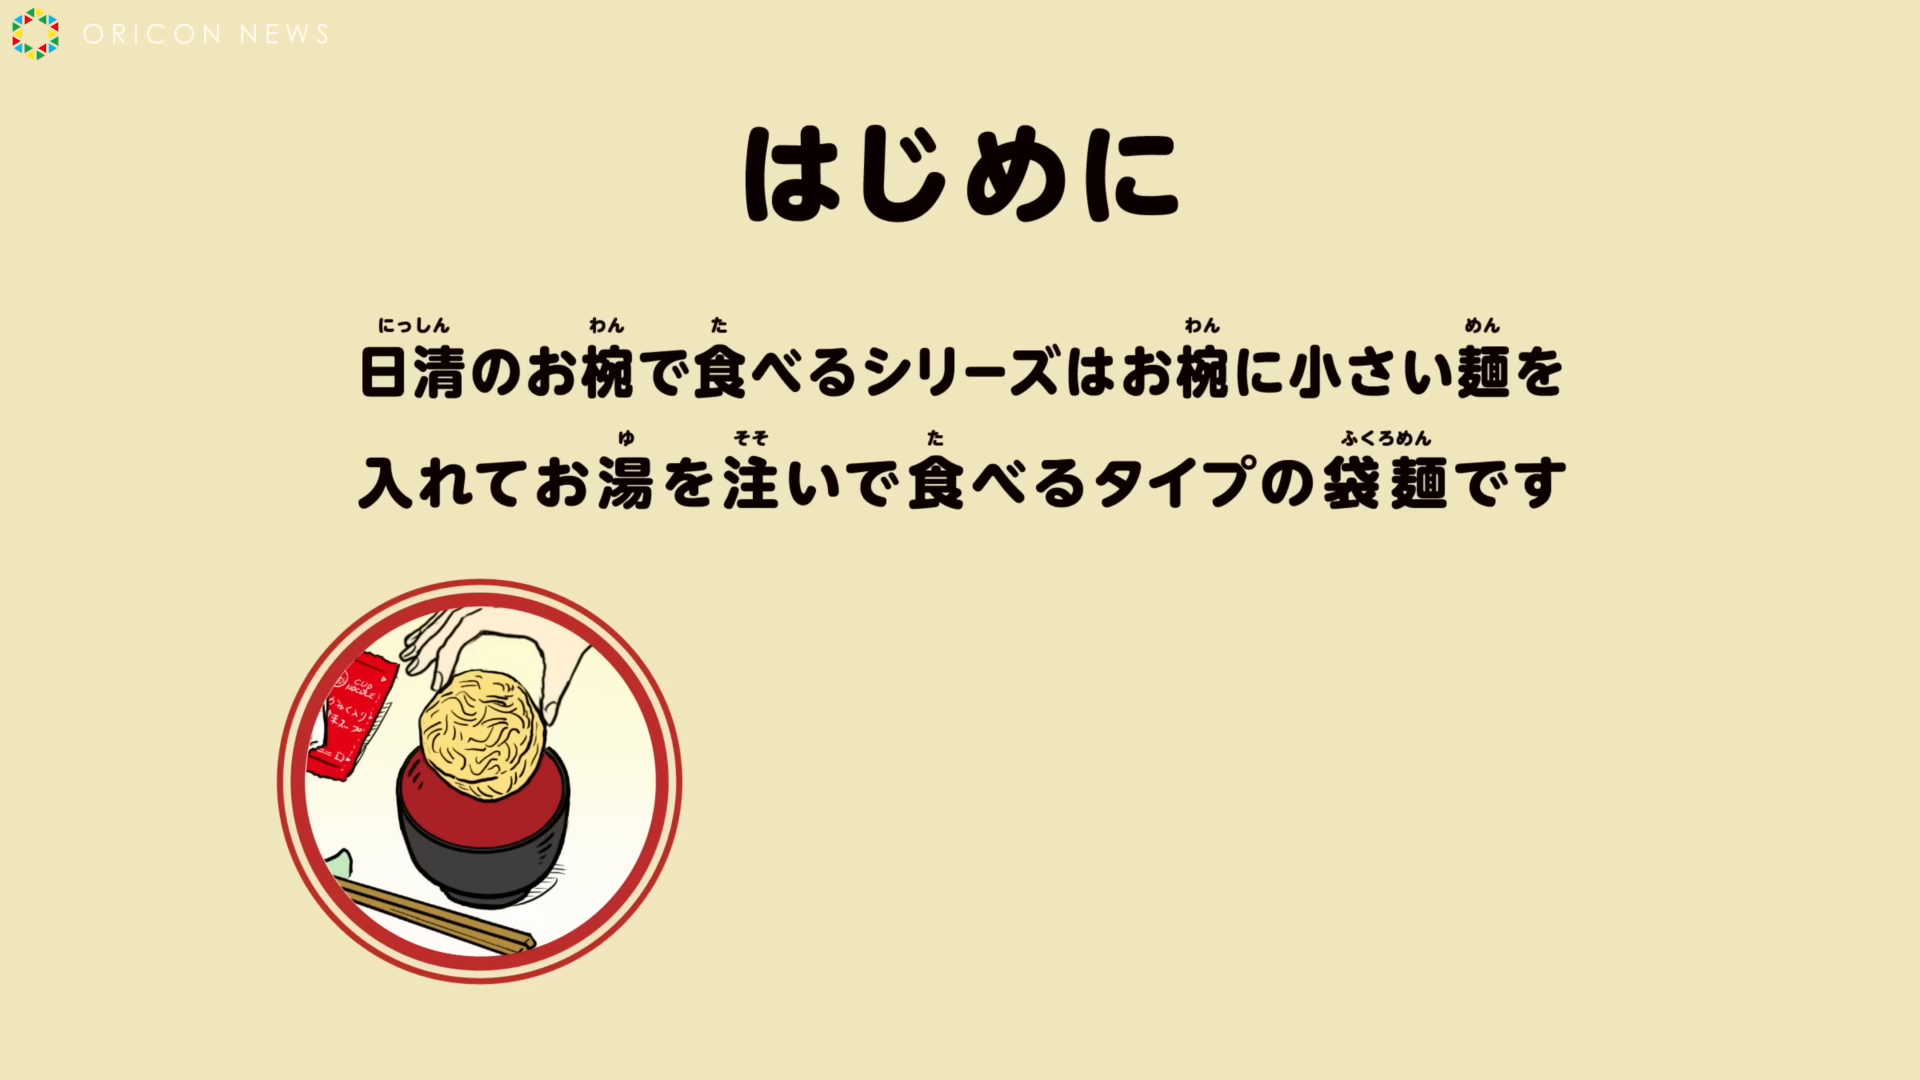 ORICON NEWS
はじめに
にっしん わん た わん めん
日清のお椀で食べるシリーズはお椀に小さい麺を
ゆ そそ た ふくろめん
入れてお湯を注いで食べるタイプの袋麺です
CUP
NOODLE